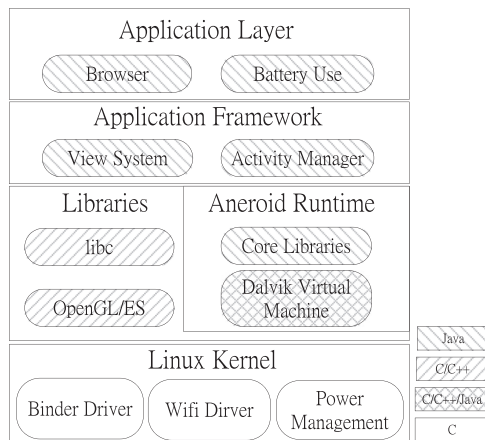 Application Layer
Browser
Battery Use
Application Framework
View System
Activity Manager
Libraries
libc
OpenGL/ES
Aneroid Runtime
Core Libraries
Dalvik Virtual
Machine
Linux Kernel
Binder Driver
Wifi Dirver
Power
Management
Java
C/C++
C/C++/Java
C